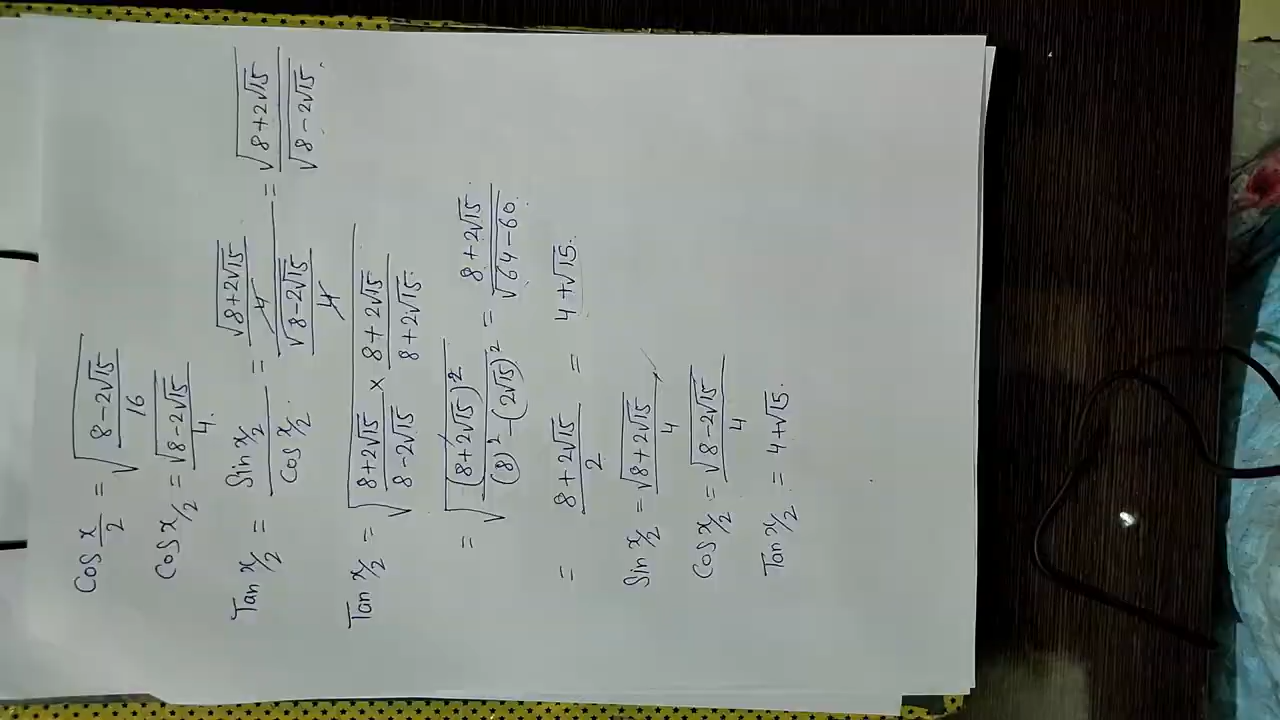 Cos x/2 = √(8-2√15/16)
Cos x/2 = √(8-2√15)/4.
Tan x/2 = Sin x/2 / Cos x/2. = (√(8+2√15)/4)/(√(8-2√15)/4) = √(8+2√15)/√(8-2√15).
Tan x/2 = √(8+2√15/8-2√15 × 8+2√15/8+2√15.)
= √((8+2√15)²/(8)²-(2√15)²) = 8+2√15/√(64-60.)
= 8+2√15/2 = 4+√15.
Sin x/2 = √(8+2√15)/4
Cos x/2 = √(8-2√15)/4
Tan x/2 = 4+√15.